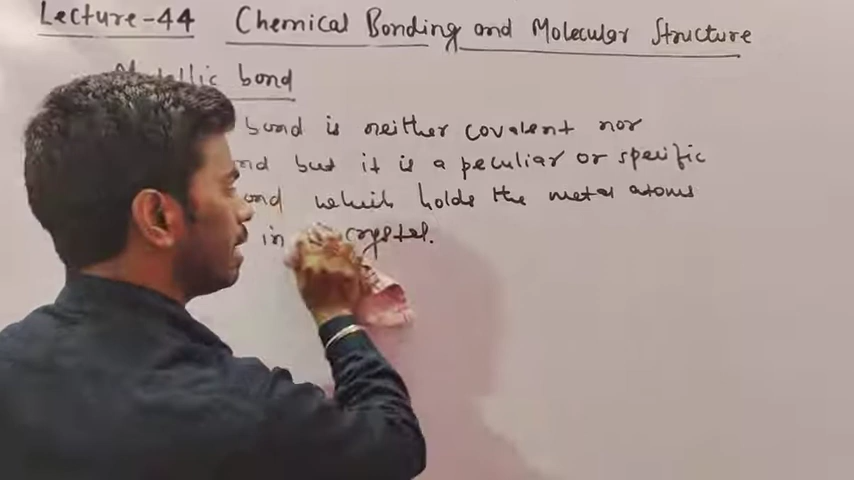 Lecture-44 Chemical Bonding and Molecular Structure
bond
bond is neither covalent nor
but it is a peculiar or specific
which holds the metal atoms
in crystal.